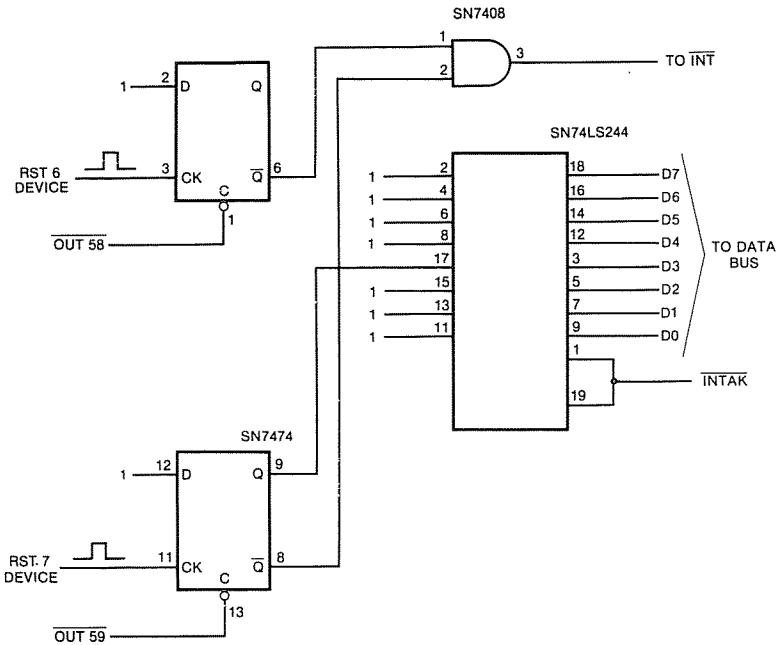 SN7408
1
2
3
TO INT
1
2
D
Q
RST 6
DEVICE
3
CK
Q
6
C
1
OUT 58
SN74LS244
1
2
18
D7
1
4
16
D6
1
6
14
D5
1
8
12
D4
17
3
D3
1
15
5
D2
1
13
7
D1
1
11
9
D0
TO DATA
BUS
1
19
INTAK
SN7474
1
12
D
Q
9
RST 7
DEVICE
11
CK
Q
8
C
13
OUT 59